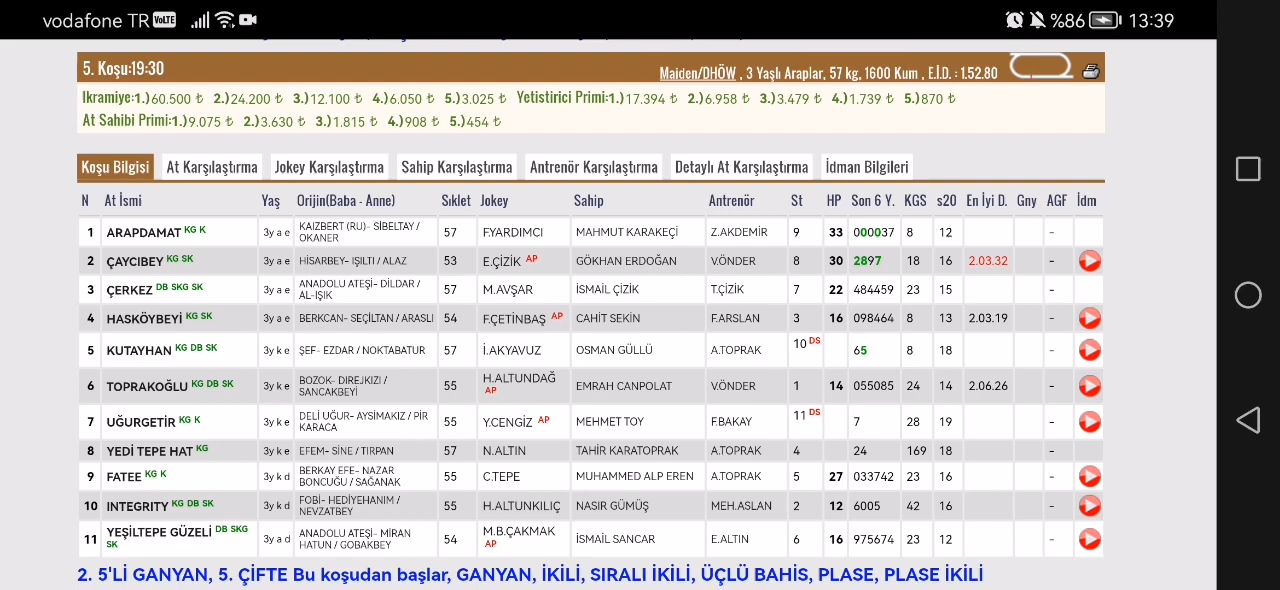 vodafone TR VoLTE %86 13:39
5. Koşu:19:30
Maiden/DHÖW , 3 Yaşlı Araplar, 57 kg, 1600 Kum , E.İ.D. : 1.52.80
Ikramiye:1.)60.500 ₺ 2.)24.200 ₺ 3.)12.100 ₺ 4.)6.050 ₺ 5.)3.025 ₺ Yetistirici Primi:1.)17.394 ₺ 2.)6.958 ₺ 3.)3.479 ₺ 4.)1.739 ₺ 5.)870 ₺
At Sahibi Primi:1.)9.075 ₺ 2.)3.630 ₺ 3.)1.815 ₺ 4.)908 ₺ 5.)454 ₺
Koşu Bilgisi At Karşılaştırma Jokey Karşılaştırma Sahip Karşılaştırma Antrenör Karşılaştırma Detaylı At Karşılaştırma İdman Bilgileri
N At İsmi Yaş Orijin(Baba - Anne) Sıklet Jokey Sahip Antrenör St HP Son 6 Y. KGS s20 En İyi D. Gny AGF İdm
1 ARAPDAMAT KG K 3y a e KAIZBERT (RU)- SİBELTAY / OKANER 57 F.YARDIMCI MAHMUT KARAKEÇİ Z.AKDEMİR 9 33 000037 8 12 -
2 ÇAYCIBEY KG SK 3y a e HİSARBEY- IŞILTI / ALAZ 53 E.ÇİZİK AP GÖKHAN ERDOĞAN V.ÖNDER 8 30 2897 18 16 2.03.32 -
3 ÇERKEZ DB SKG SK 3y a e ANADOLU ATEŞİ- DİLDAR / AL-IŞIK 57 M.AVŞAR İSMAİL ÇİZİK T.ÇİZİK 7 22 484459 23 15 -
4 HASKÖYBEYİ KG SK 3y a e BERKCAN- SEÇİLTAN / ARASLI 54 F.ÇETİNBAŞ AP CAHİT SEKİN F.ARSLAN 3 16 098464 8 13 2.03.19 -
5 KUTAYHAN KG DB SK 3y k e ŞEF- EZDAR / NOKTABATUR 57 İ.AKYAVUZ OSMAN GÜLLÜ A.TOPRAK 10 DS 65 8 18 -
6 TOPRAKOĞLU KG DB SK 3y k e BOZOK- DIREJKIZI / SANCAKBEYİ 55 H.ALTUNDAĞ AP EMRAH CANPOLAT V.ÖNDER 1 14 055085 24 14 2.06.26 -
7 UĞURGETİR KG K 3y k e DELİ UĞUR- AYSİMAKIZ / PİR KARACA 55 Y.CENGİZ AP MEHMET TOY F.BAKAY 11 DS 7 28 19 -
8 YEDİ TEPE HAT KG 3y k e EFEM- SİNE / TIRPAN 57 N.ALTIN TAHİR KARATOPRAK A.TOPRAK 4 24 169 18 -
9 FATEE KG K 3y k d BERKAY EFE- NAZAR BONCUĞU / SAĞANAK 55 C.TEPE MUHAMMED ALP EREN A.TOPRAK 5 27 033742 23 16 -
10 INTEGRITY KG DB SK 3y k d FOBİ- HEDİYEHANIM / NEVZATBEY 55 H.ALTUNKILIÇ NASIR GÜMÜŞ MEH.ASLAN 2 12 6005 42 16 -
11 YEŞİLTEPE GÜZELİ DB SKG SK 3y a d ANADOLU ATEŞİ- MİRAN HATUN / GOBAKBEY 54 M.B.ÇAKMAK AP İSMAİL SANCAR E.ALTIN 6 16 975674 23 12 -
2. 5'Lİ GANYAN, 5. ÇİFTE Bu koşudan başlar, GANYAN, İKİLİ, SIRALI İKİLİ, ÜÇLÜ BAHİS, PLASE, PLASE İKİLİ